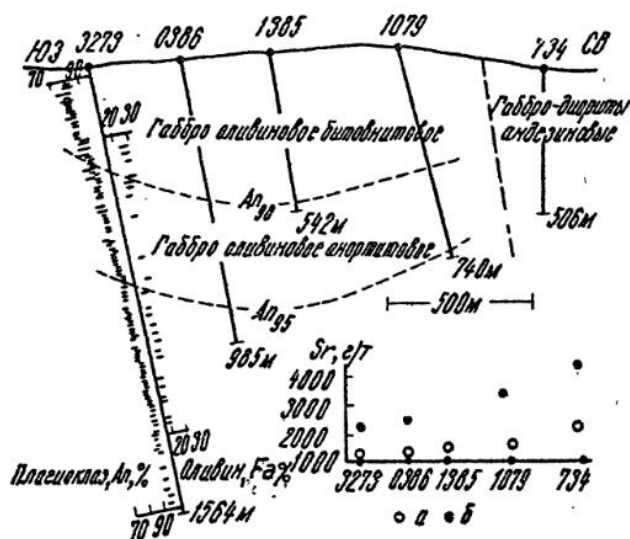 ЮЗ 3273 0386 1385 1079 734 СВ
70 90
20 30
Габбро оливиновое битовнитовое
Габбро-диориты
андезиновые
An90
542м
506м
Габбро оливиновое анортитовое
740м
An95
500м
985м
Sr, г/т
4000
3000
2000
1000
3273 0386 1385 1079 734
а б
20 30
Плагиоклаз, An, %
Оливин, Fa%
70 90
1564м